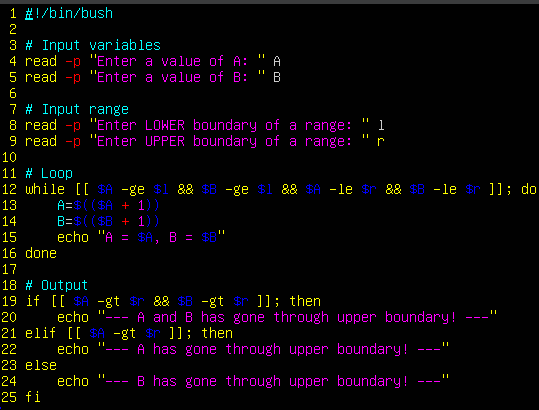 1 #!/bin/bush
2
3 # Input variables
4 read -p "Enter a value of A: " A
5 read -p "Enter a value of B: " B
6
7 # Input range
8 read -p "Enter LOWER boundary of a range: " l
9 read -p "Enter UPPER boundary of a range: " r
10
11 # Loop
12 while [[ $A -ge $l && $B -ge $l && $A -le $r && $B -le $r ]]; do
13     A=$(($A + 1))
14     B=$(($B + 1))
15     echo "A = $A, B = $B"
16 done
17
18 # Output
19 if [[ $A -gt $r && $B -gt $r ]]; then
20     echo "--- A and B has gone through upper boundary! ---"
21 elif [[ $A -gt $r ]]; then
22     echo "--- A has gone through upper boundary! ---"
23 else
24     echo "--- B has gone through upper boundary! ---"
25 fi